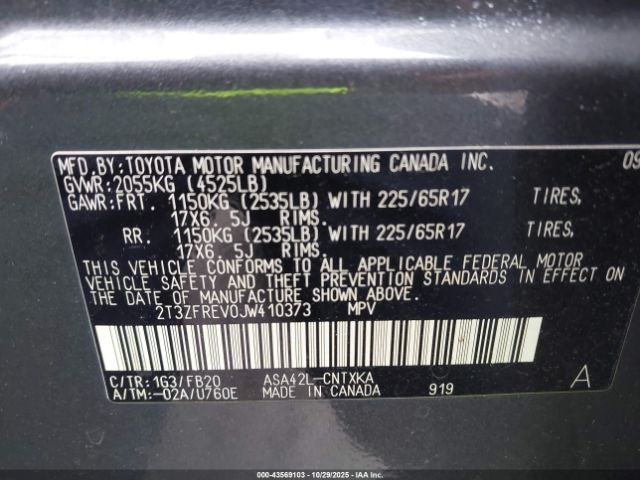 MFD.BY:TOYOTA MOTOR MANUFACTURING CANADA INC. 09
GVWR:2055KG (4525LB)
GAWR:FRT. 1150KG (2535LB) WITH 225/65R17 TIRES,
17X6.5J RIMS.
RR. 1150KG (2535LB) WITH 225/65R17 TIRES,
17X6.5J RIMS.
THIS VEHICLE CONFORMS TO ALL APPLICABLE FEDERAL MOTOR
VEHICLE SAFETY AND THEFT PREVENTION STANDARDS IN EFFECT ON
THE DATE OF MANUFACTURE SHOWN ABOVE.
2T3ZFREV0JW410373 MPV
C/TR:1G3/FB20 ASA42L-CNTXKA A
A/TM:-02A/U760E MADE IN CANADA 919
000-43569103 - 10/29/2025 - IAAI.COM